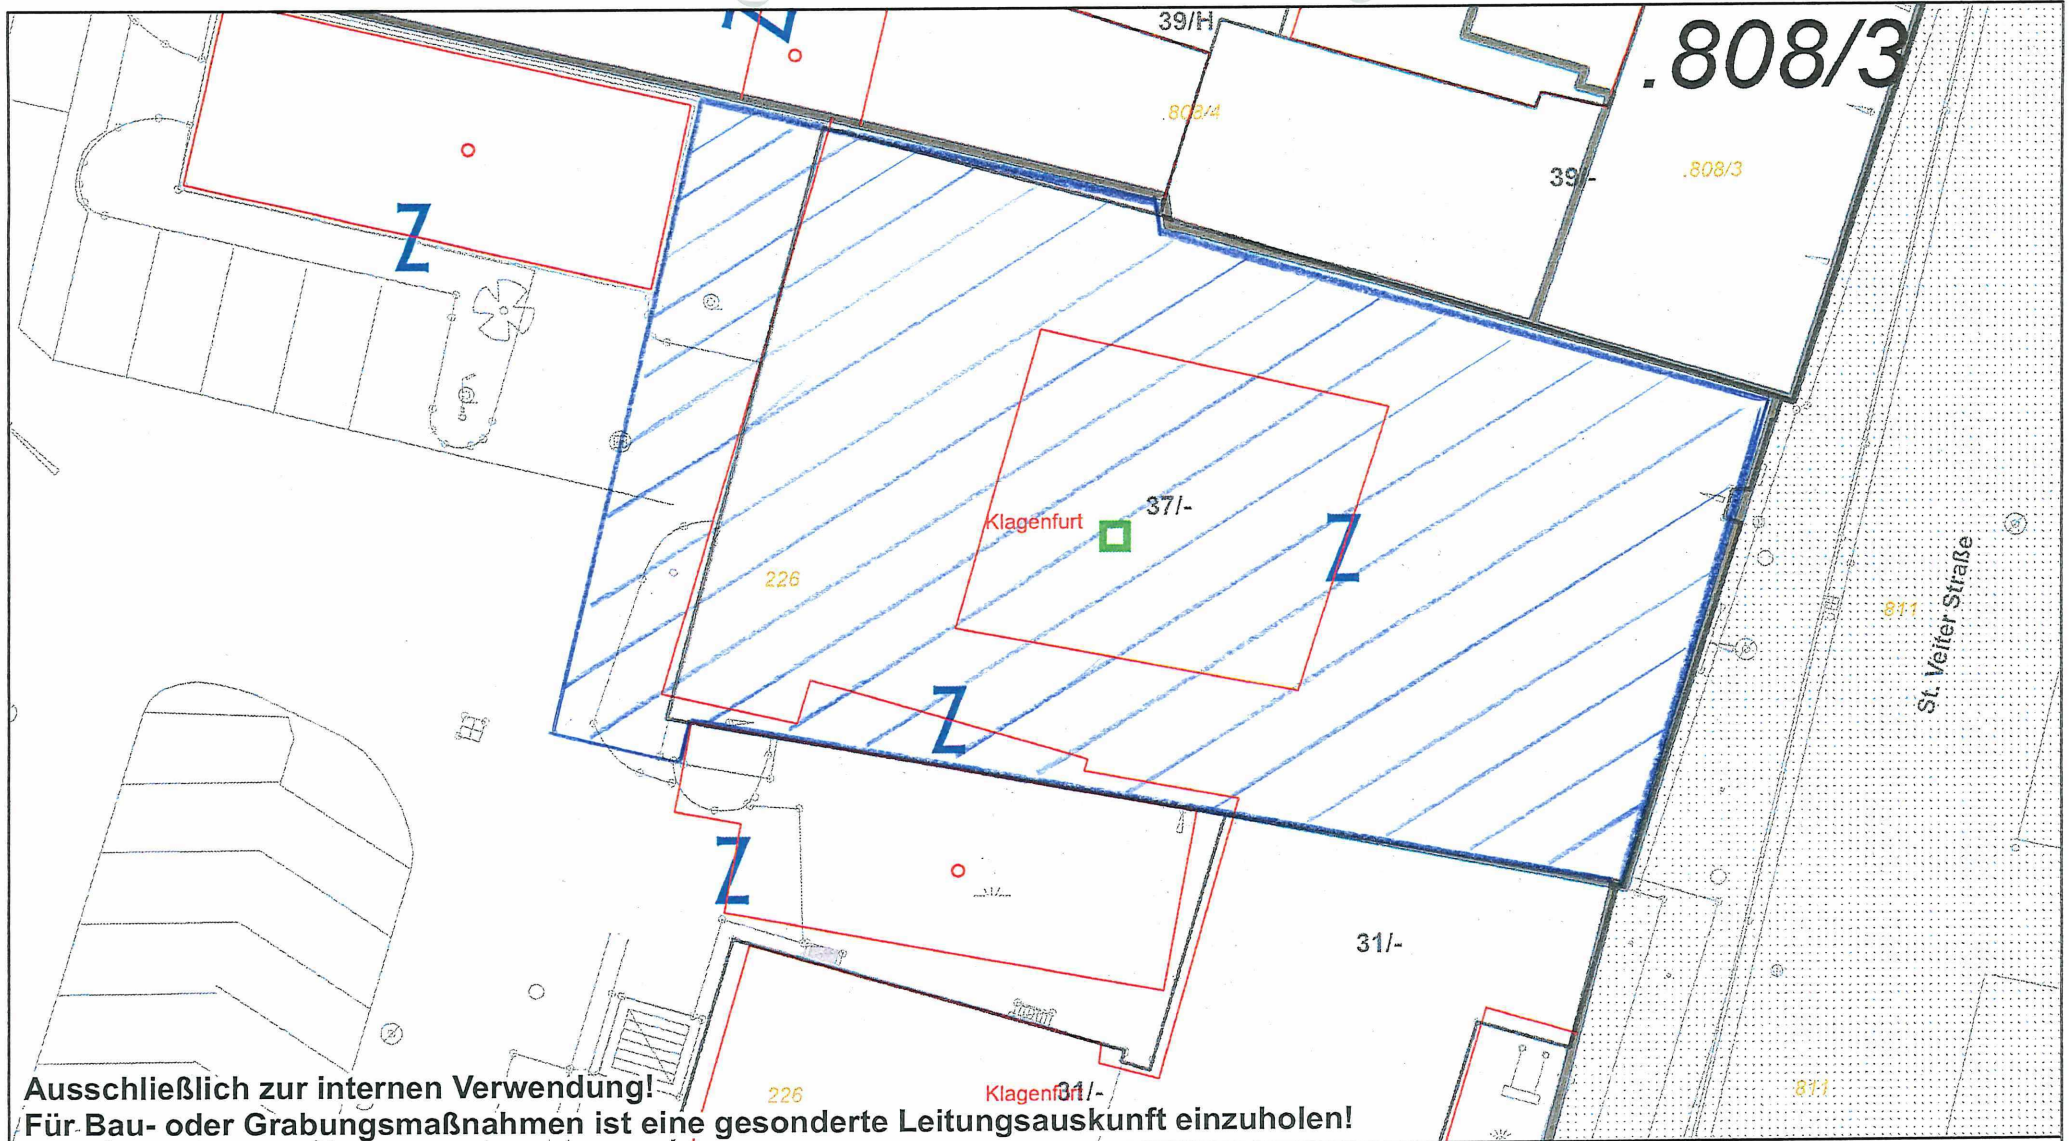 Z
39/H
.808/3
.808/4
39/-
.808/3
Z
37/-
Klagenfurt
Z
226
811
St. Veiter Straße
Z
Z
31/-
226
Klagenfurt
31/-
811
Ausschließlich zur internen Verwendung!
Für Bau- oder Grabungsmaßnahmen ist eine gesonderte Leitungsauskunft einzuholen!